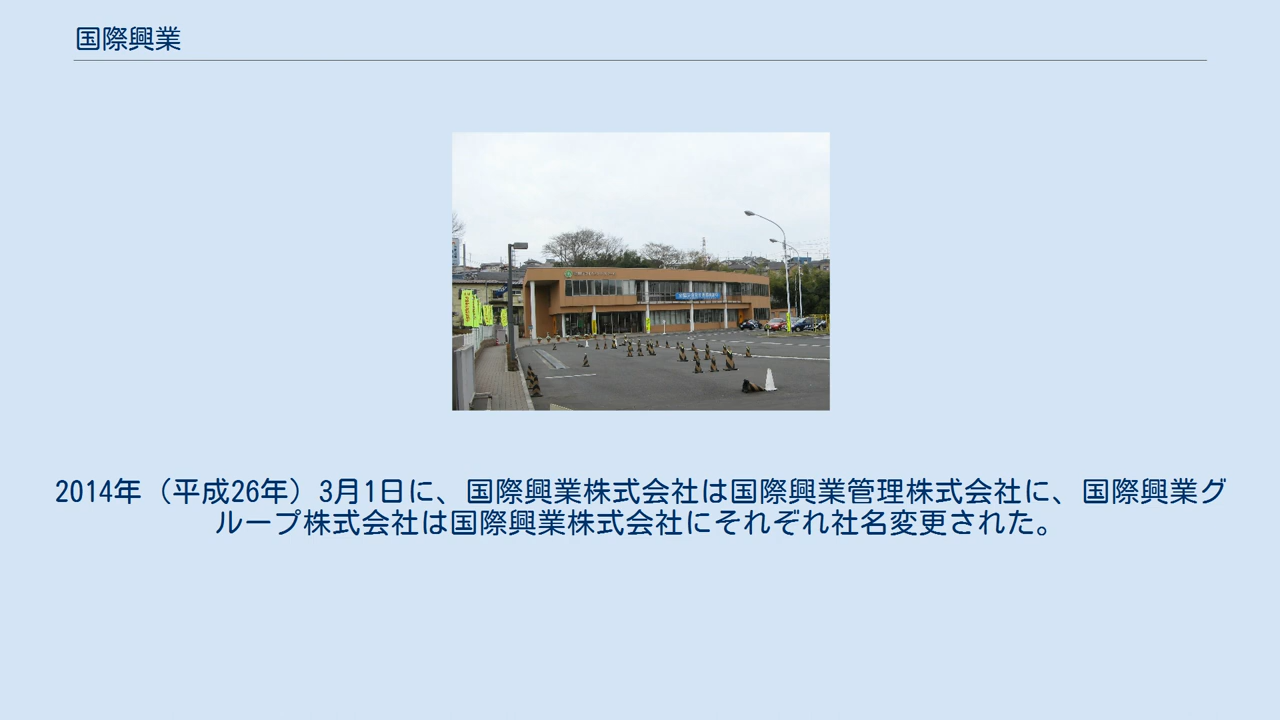 国際興業
2014年（平成26年）3月1日に、国際興業株式会社は国際興業管理株式会社に、国際興業グ
ループ株式会社は国際興業株式会社にそれぞれ社名変更された。